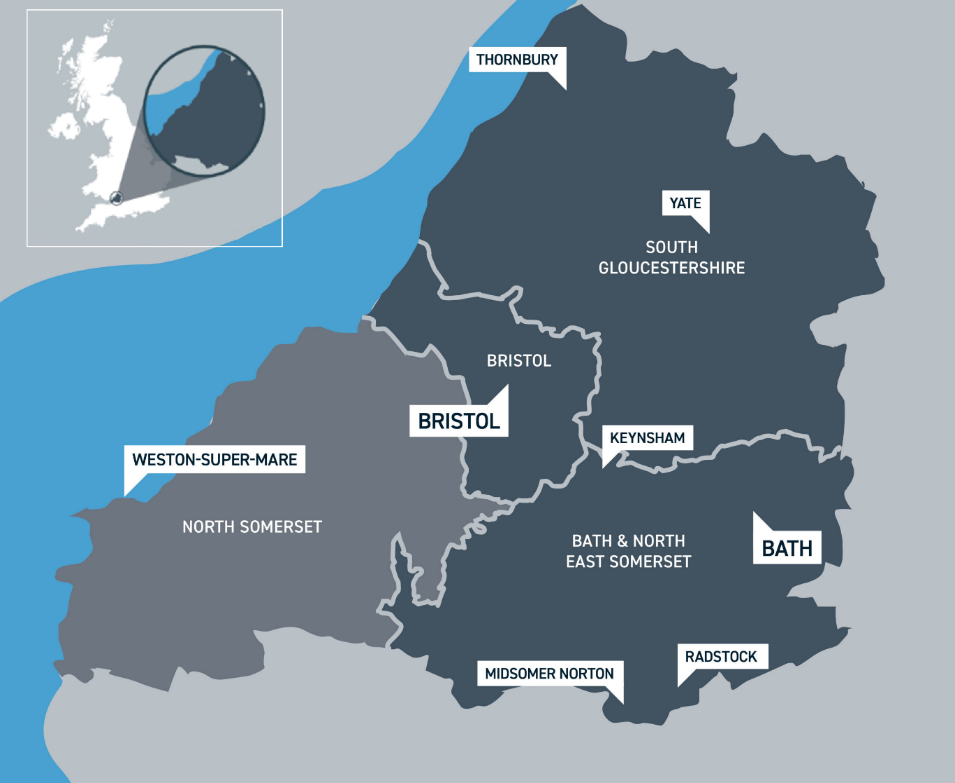 THORNBURY
YATE
SOUTH
GLOUCESTERSHIRE
BRISTOL
BRISTOL
KEYNSHAM
WESTON-SUPER-MARE
NORTH SOMERSET
BATH & NORTH
EAST SOMERSET
BATH
RADSTOCK
MIDSOMER NORTON